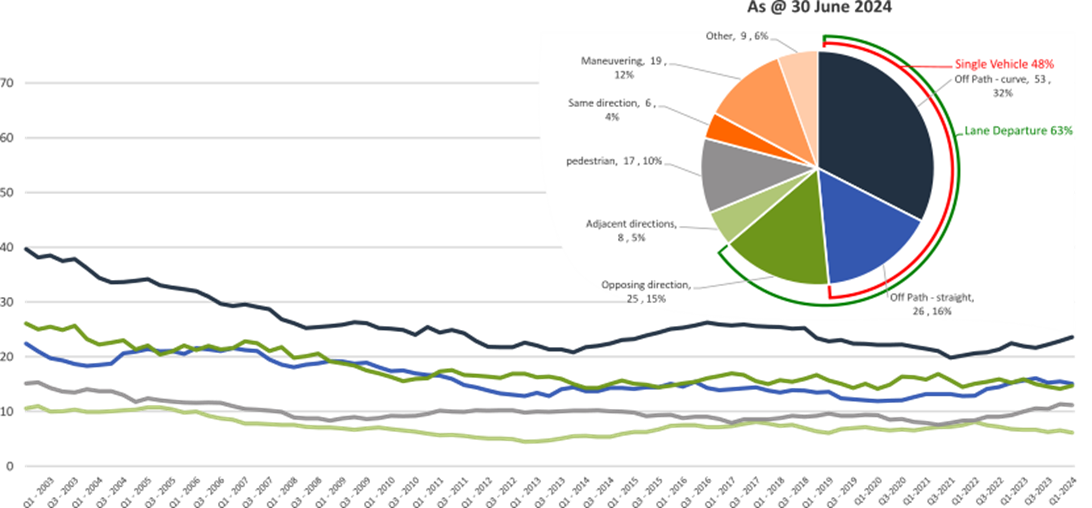 As @ 30 June 2024
Other, 9 , 6%
Maneuvering, 19 ,
12%
Single Vehicle 48%
Off Path - curve, 53 ,
32%
Same direction, 6 ,
4%
Lane Departure 63%
pedestrian, 17 , 10%
Adjacent directions,
8 , 5%
Opposing direction,
25 , 15%
Off Path - straight,
26 , 16%
70
60
50
40
30
20
10
0
Q1 - 2003
Q3 - 2003
Q1 - 2004
Q3 - 2004
Q1 - 2005
Q3 - 2005
Q1 - 2006
Q3 - 2006
Q1 - 2007
Q3 - 2007
Q1 - 2008
Q3 - 2008
Q1 - 2009
Q3 - 2009
Q1 - 2010
Q3 - 2010
Q1 - 2011
Q3 - 2011
Q1 - 2012
Q3 - 2012
Q1 - 2013
Q3 - 2013
Q1 - 2014
Q3 - 2014
Q1 - 2015
Q3 - 2015
Q1 - 2016
Q3 - 2016
Q1 - 2017
Q3 - 2017
Q1 - 2018
Q3 - 2018
Q1 - 2019
Q3 - 2019
Q1 - 2020
Q3 - 2020
Q1-2021
Q3-2021
Q1-2022
Q3-2022
Q1-2023
Q3-2023
Q1-2024